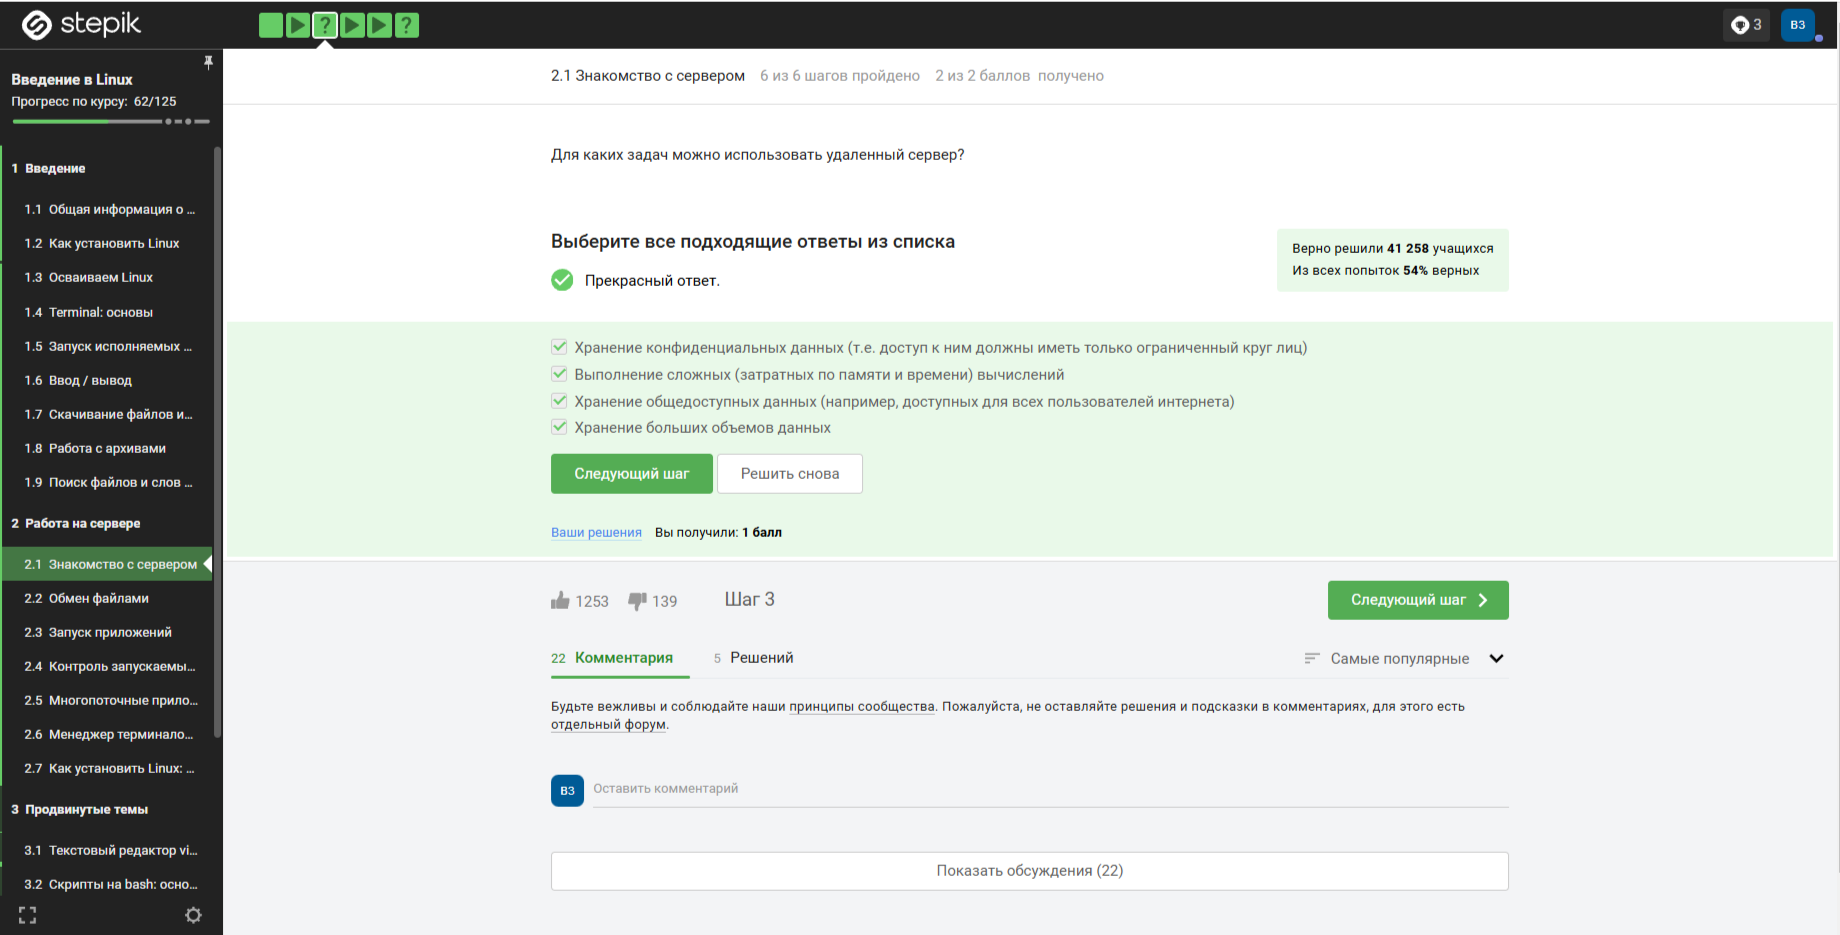 stepik
?
?
3
ВЗ
Введение в Linux
Прогресс по курсу: 62/125
1 Введение
1.1 Общая информация о ...
1.2 Как установить Linux
1.3 Осваиваем Linux
1.4 Terminal: основы
1.5 Запуск исполняемых ...
1.6 Ввод / вывод
1.7 Скачивание файлов и...
1.8 Работа с архивами
1.9 Поиск файлов и слов ...
2 Работа на сервере
2.1 Знакомство с сервером
2.2 Обмен файлами
2.3 Запуск приложений
2.4 Контроль запускаемы...
2.5 Многопоточные прило...
2.6 Менеджер терминало...
2.7 Как установить Linux: ...
3 Продвинутые темы
3.1 Текстовый редактор vi...
3.2 Скрипты на bash: осно...
2.1 Знакомство с сервером 6 из 6 шагов пройдено 2 из 2 баллов получено
Для каких задач можно использовать удаленный сервер?
Выберите все подходящие ответы из списка
Прекрасный ответ.
Верно решили 41 258 учащихся
Из всех попыток 54% верных
Хранение конфиденциальных данных (т.е. доступ к ним должны иметь только ограниченный круг лиц)
Выполнение сложных (затратных по памяти и времени) вычислений
Хранение общедоступных данных (например, доступных для всех пользователей интернета)
Хранение больших объемов данных
Следующий шаг
Решить снова
Ваши решения Вы получили: 1 балл
1253 139 Шаг 3
Следующий шаг
22 Комментария 5 Решений
Самые популярные
Будьте вежливы и соблюдайте наши принципы сообщества. Пожалуйста, не оставляйте решения и подсказки в комментариях, для этого есть
отдельный форум.
ВЗ
Оставить комментарий
Показать обсуждения (22)